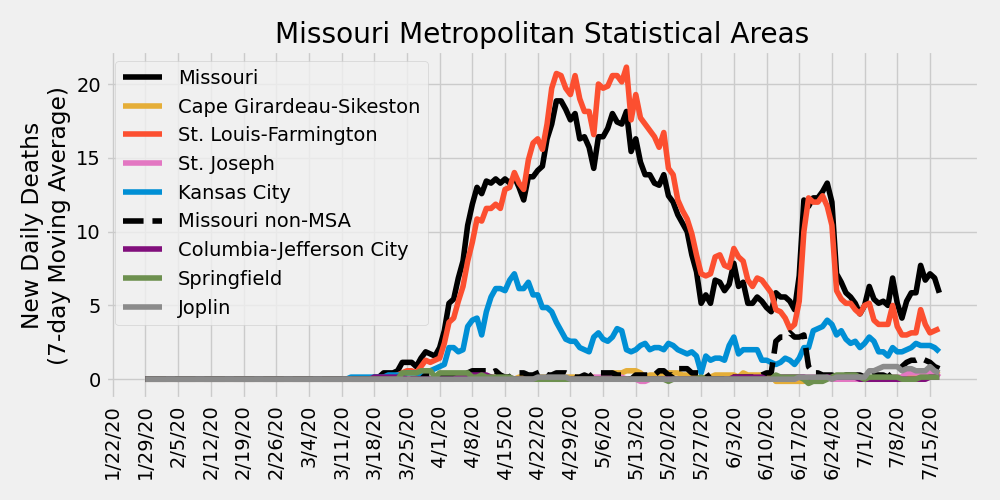 Missouri Metropolitan Statistical Areas
New Daily Deaths
(7-day Moving Average)
20
15
10
5
0
Missouri
Cape Girardeau-Sikeston
St. Louis-Farmington
St. Joseph
Kansas City
Missouri non-MSA
Columbia-Jefferson City
Springfield
Joplin
1/22/20
1/29/20
2/5/20
2/12/20
2/19/20
2/26/20
3/4/20
3/11/20
3/18/20
3/25/20
4/1/20
4/8/20
4/15/20
4/22/20
4/29/20
5/6/20
5/13/20
5/20/20
5/27/20
6/3/20
6/10/20
6/17/20
6/24/20
7/1/20
7/8/20
7/15/20